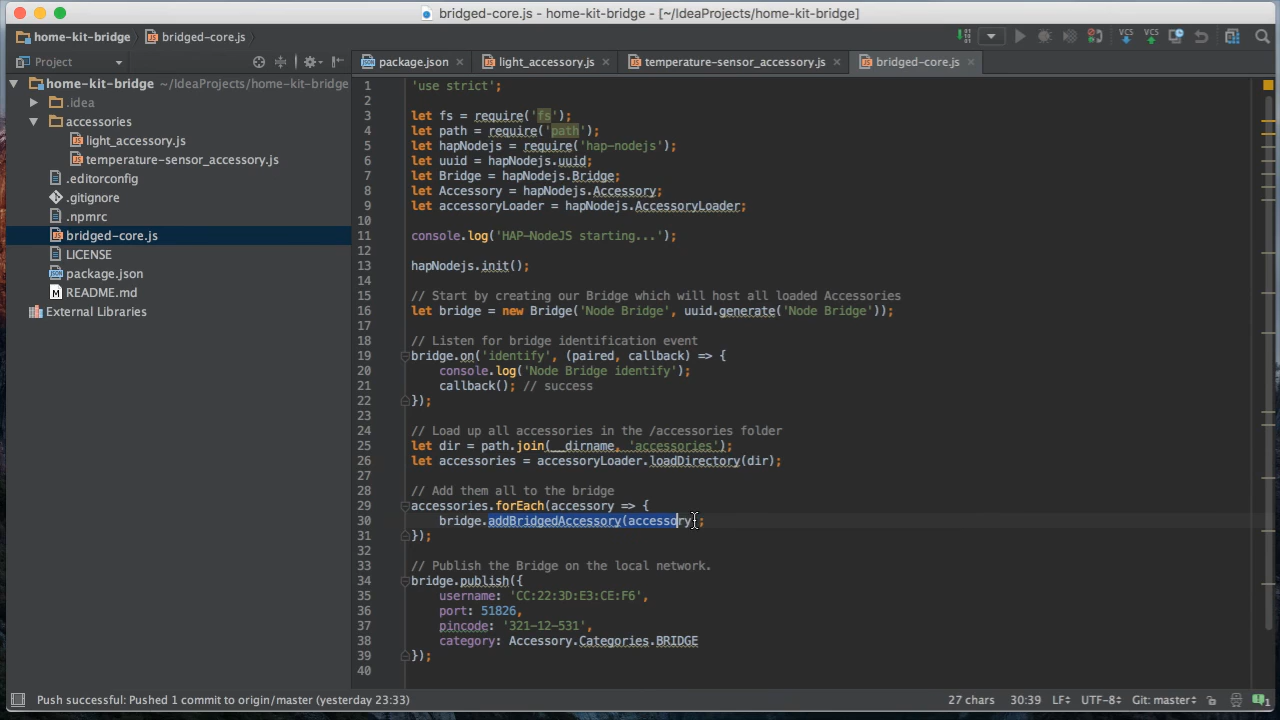 bridged-core.js - home-kit-bridge - [~/IdeaProjects/home-kit-bridge]
home-kit-bridge
bridged-core.js
VCS
VCS
Project
package.json
light_accessory.js
temperature-sensor_accessory.js
bridged-core.js
home-kit-bridge ~/IdeaProjects/home-kit-bridge
.idea
accessories
light_accessory.js
temperature-sensor_accessory.js
.editorconfig
.gitignore
.npmrc
bridged-core.js
LICENSE
package.json
README.md
External Libraries
1 'use strict';
2
3 let fs = require('fs');
4 let path = require('path');
5 let hapNodejs = require('hap-nodejs');
6 let uuid = hapNodejs.uuid;
7 let Bridge = hapNodejs.Bridge;
8 let Accessory = hapNodejs.Accessory;
9 let accessoryLoader = hapNodejs.AccessoryLoader;
10
11 console.log('HAP-NodeJS starting...');
12
13 hapNodejs.init();
14
15 // Start by creating our Bridge which will host all loaded Accessories
16 let bridge = new Bridge('Node Bridge', uuid.generate('Node Bridge'));
17
18 // Listen for bridge identification event
19 bridge.on('identify', (paired, callback) => {
20 console.log('Node Bridge identify');
21 callback(); // success
22 });
23
24 // Load up all accessories in the /accessories folder
25 let dir = path.join(__dirname, 'accessories');
26 let accessories = accessoryLoader.loadDirectory(dir);
27
28 // Add them all to the bridge
29 accessories.forEach(accessory => {
30 bridge.addBridgedAccessory(accessory);
31 });
32
33 // Publish the Bridge on the local network.
34 bridge.publish({
35 username: 'CC:22:3D:E3:CE:F6',
36 port: 51826,
37 pincode: '321-12-531',
38 category: Accessory.Categories.BRIDGE
39 });
40
Push successful: Pushed 1 commit to origin/master (yesterday 23:33)
27 chars 30:39 LF UTF-8 Git: master 1